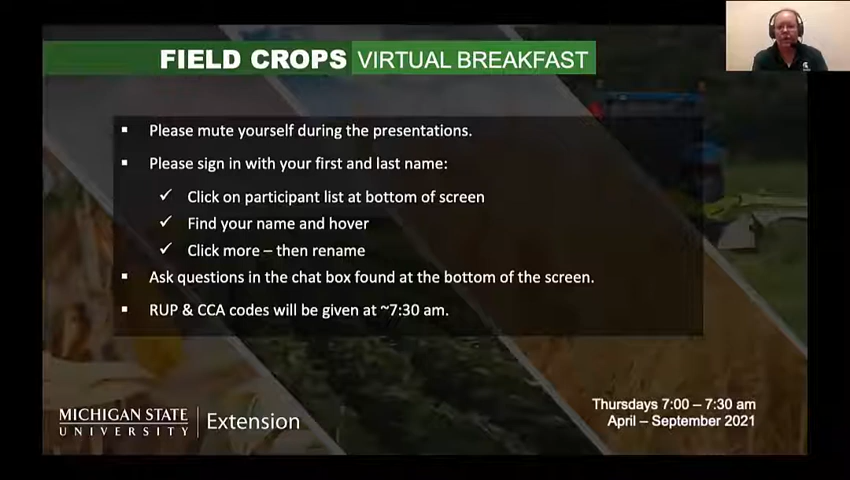 FIELD CROPS VIRTUAL BREAKFAST
▪ Please mute yourself during the presentations.
▪ Please sign in with your first and last name:
✓ Click on participant list at bottom of screen
✓ Find your name and hover
✓ Click more – then rename
▪ Ask questions in the chat box found at the bottom of the screen.
▪ RUP & CCA codes will be given at ~7:30 am.
MICHIGAN STATE
UNIVERSITY
Extension
Thursdays 7:00 – 7:30 am
April – September 2021